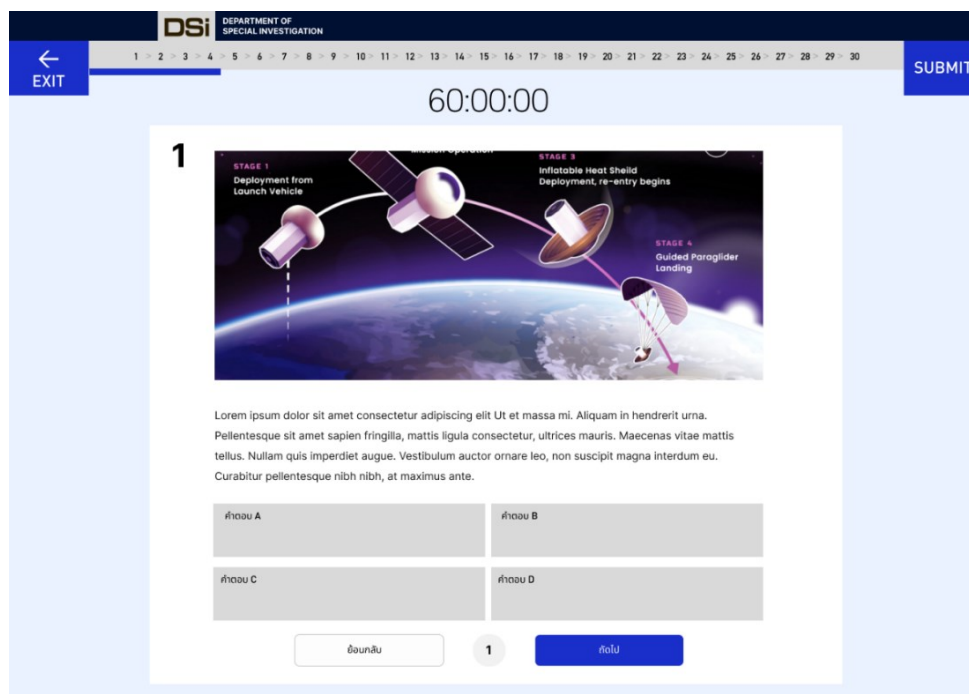 DSi DEPARTMENT OF
SPECIAL INVESTIGATION
← EXIT
1 > 2 > 3 > 4 > 5 > 6 > 7 > 8 > 9 > 10 > 11 > 12 > 13 > 14 > 15 > 16 > 17 > 18 > 19 > 20 > 21 > 22 > 23 > 24 > 25 > 26 > 27 > 28 > 29 > 30
SUBMIT
60:00:00
1
Mission Operation
STAGE 1
Deployment from
Launch Vehicle
STAGE 3
Inflatable Heat Sheild
Deployment, re-entry begins
STAGE 4
Guided Paraglider
Landing
Lorem ipsum dolor sit amet consectetur adipiscing elit Ut et massa mi. Aliquam in hendrerit urna.
Pellentesque sit amet sapien fringilla, mattis ligula consectetur, ultrices mauris. Maecenas vitae mattis
tellus. Nullam quis imperdiet augue. Vestibulum auctor ornare leo, non suscipit magna interdum eu.
Curabitur pellentesque nibh nibh, at maximus ante.
คำตอบ A
คำตอบ B
คำตอบ C
คำตอบ D
ย้อนกลับ
1
ถัดไป